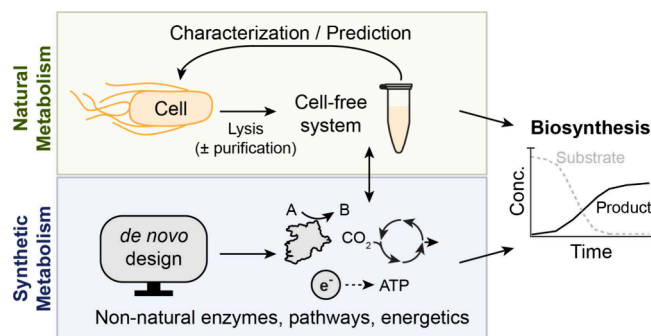 Natural
Metabolism
Characterization / Prediction
Cell
Lysis
(± purification)
Cell-free
system
Synthetic
Metabolism
de novo
design
A
B
CO2
e-
ATP
Non-natural enzymes, pathways, energetics
Biosynthesis
Substrate
Product
Conc.
Time